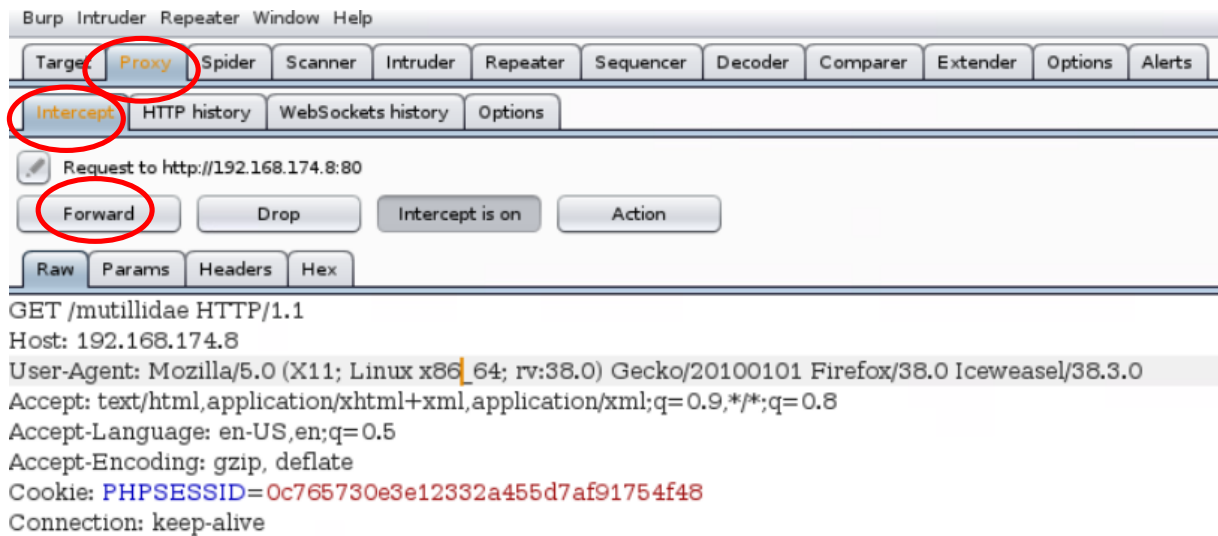 Burp Intruder Repeater Window Help
Target Proxy Spider Scanner Intruder Repeater Sequencer Decoder Comparer Extender Options Alerts
Intercept HTTP history WebSockets history Options
Request to http://192.168.174.8:80
Forward Drop Intercept is on Action
Raw Params Headers Hex
GET /mutillidae HTTP/1.1
Host: 192.168.174.8
User-Agent: Mozilla/5.0 (X11; Linux x86_64; rv:38.0) Gecko/20100101 Firefox/38.0 Iceweasel/38.3.0
Accept: text/html,application/xhtml+xml,application/xml;q=0.9,*/*;q=0.8
Accept-Language: en-US,en;q=0.5
Accept-Encoding: gzip, deflate
Cookie: PHPSESSID=0c765730e3e12332a455d7af91754f48
Connection: keep-alive